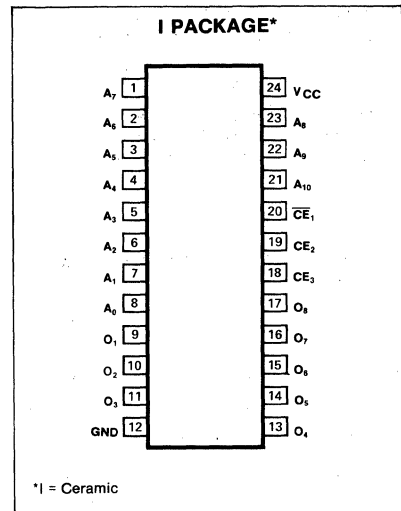 I PACKAGE*
A₇ 1 24 VCC
A₆ 2 23 A₈
A₅ 3 22 A₉
A₄ 4 21 A₁₀
A₃ 5 20 C̅E̅₁
A₂ 6 19 CE₂
A₁ 7 18 CE₃
A₀ 8 17 O₈
O₁ 9 16 O₇
O₂ 10 15 O₆
O₃ 11 14 O₅
GND 12 13 O₄
*I = Ceramic